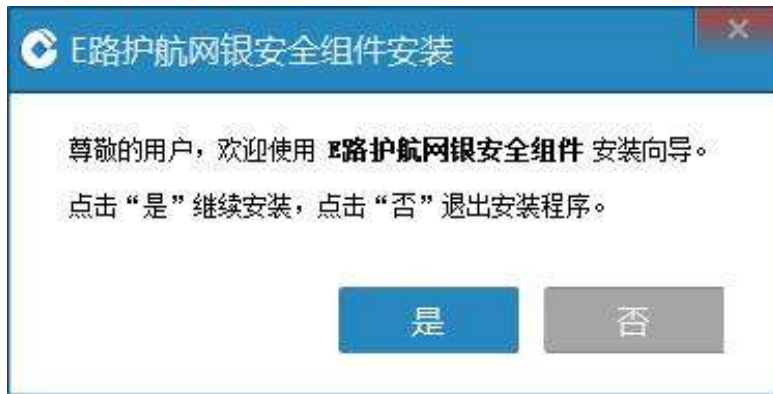 E路护航网银安全组件安装
尊敬的用户，欢迎使用 E路护航网银安全组件 安装向导。
点击“是”继续安装，点击“否”退出安装程序。
是 否